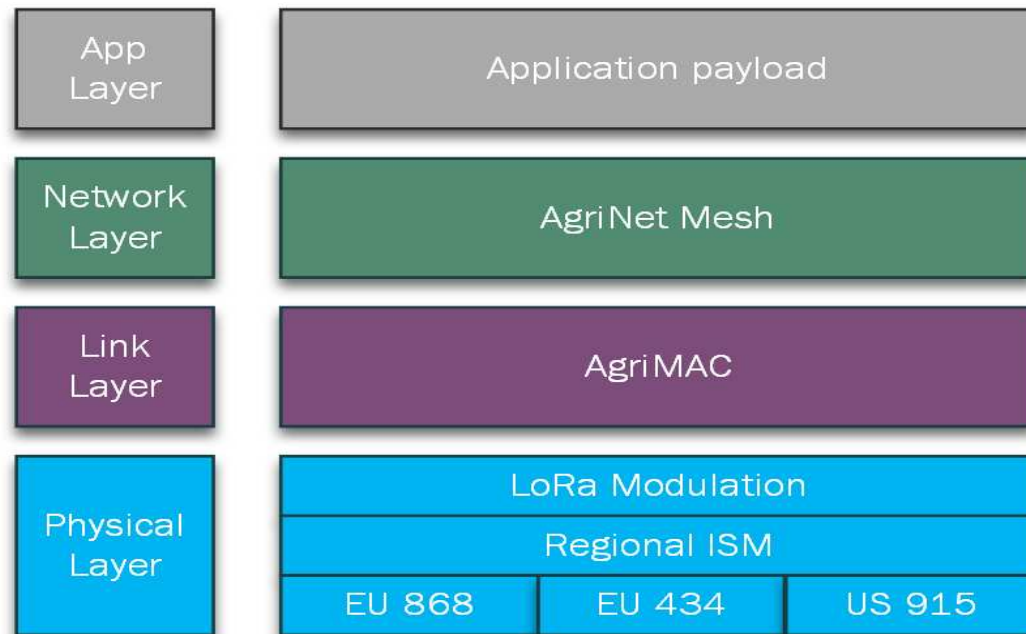 App
Layer
Application payload
Network
Layer
AgriNet Mesh
Link
Layer
AgriMAC
Physical
Layer
LoRa Modulation
Regional ISM
EU 868
EU 434
US 915